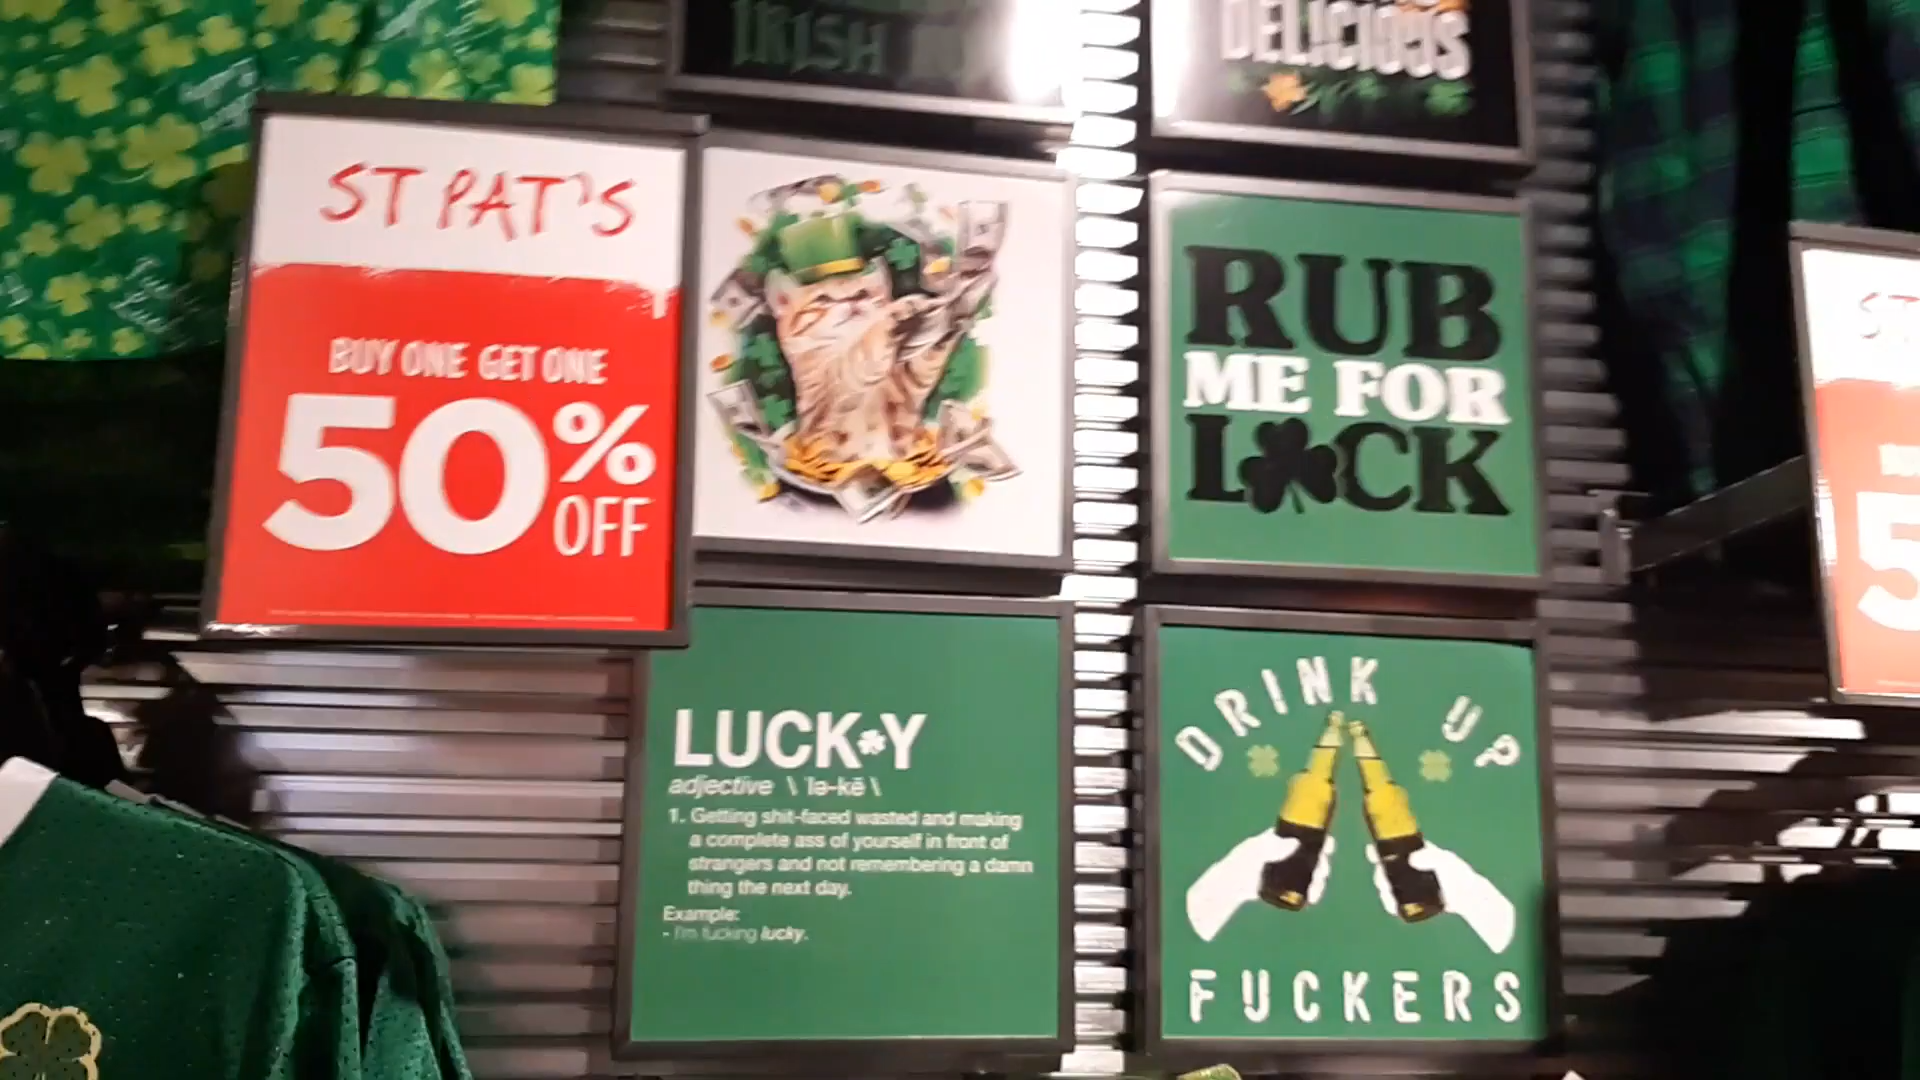 IRISH
DELICIOUS
ST PAT'S
BUY ONE GET ONE
50%
OFF
RUB
ME FOR
L☘CK
LUCK☘Y
adjective \ 'lə-kē \
1. Getting shit-faced wasted and making
a complete ass of yourself in front of
strangers and not remembering a damn
thing the next day.
Example:
- I'm fucking lucky.
DRINK UP
FUCKERS
ST
5